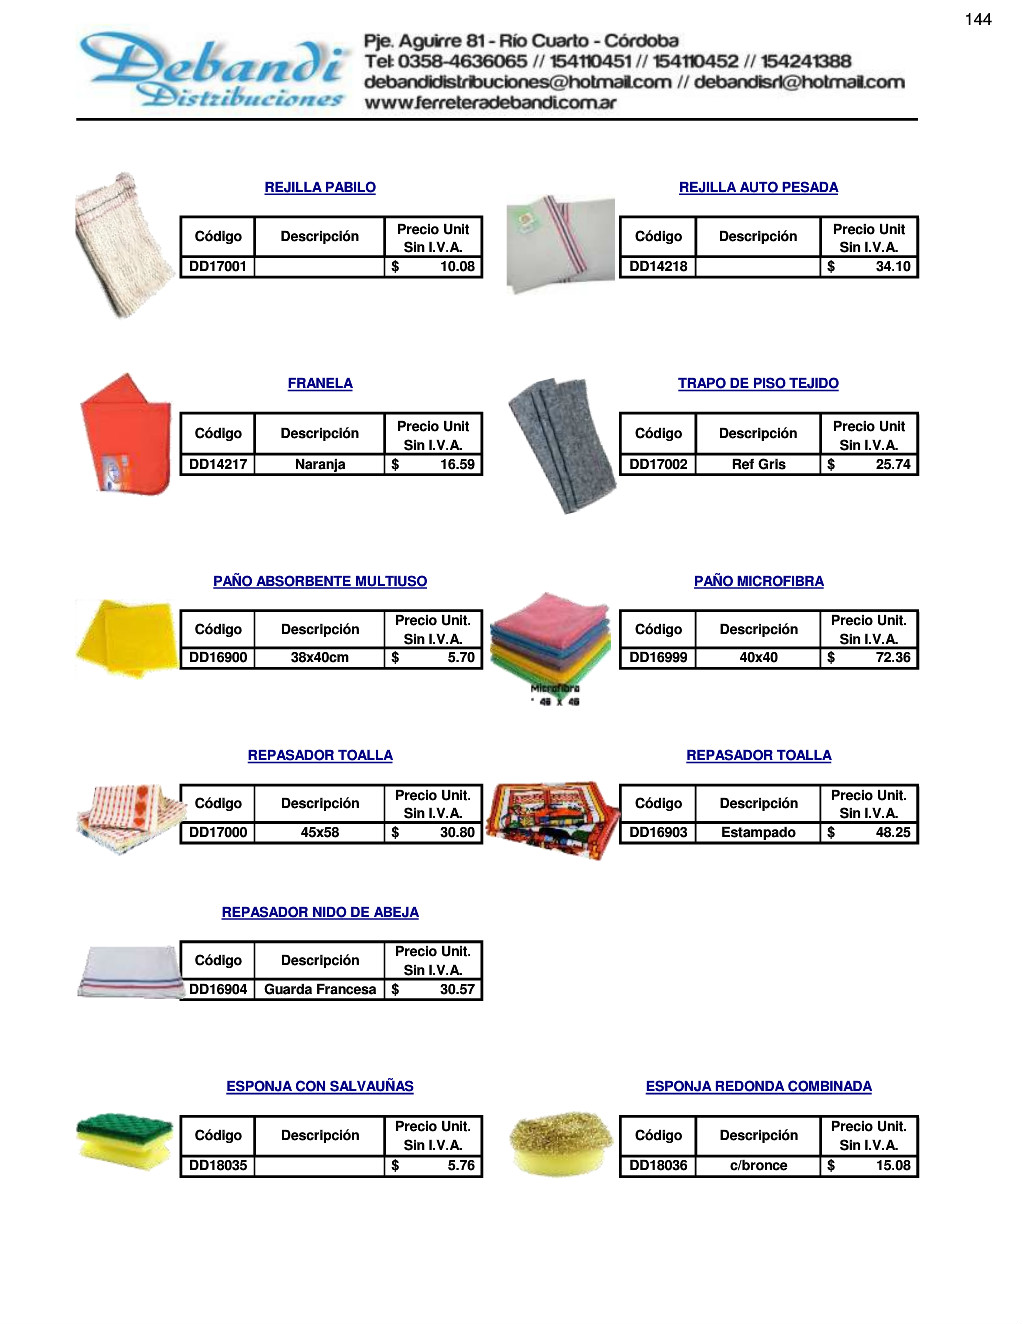 144
Debandi
Distribuciones
Pje. Aguirre 81 - Río Cuarto - Córdoba
Tel: 0358-4636065 // 154110451 // 154110452 // 154241388
debandidistribuciones@hotmail.com // debandisrl@hotmail.com
www.ferreteradebandi.com.ar
REJILLA PABILO
Código Descripción Precio Unit Sin I.V.A.
DD17001 $ 10.08
REJILLA AUTO PESADA
Código Descripción Precio Unit Sin I.V.A.
DD14218 $ 34.10
FRANELA
Código Descripción Precio Unit Sin I.V.A.
DD14217 Naranja $ 16.59
TRAPO DE PISO TEJIDO
Código Descripción Precio Unit Sin I.V.A.
DD17002 Ref Gris $ 25.74
PAÑO ABSORBENTE MULTIUSO
Código Descripción Precio Unit. Sin I.V.A.
DD16900 38x40cm $ 5.70
PAÑO MICROFIBRA
Código Descripción Precio Unit. Sin I.V.A.
DD16999 40x40 $ 72.36
Microfibra
REPASADOR TOALLA
Código Descripción Precio Unit. Sin I.V.A.
DD17000 45x58 $ 30.80
REPASADOR TOALLA
Código Descripción Precio Unit. Sin I.V.A.
DD16903 Estampado $ 48.25
REPASADOR NIDO DE ABEJA
Código Descripción Precio Unit. Sin I.V.A.
DD16904 Guarda Francesa $ 30.57
ESPONJA CON SALVAUÑAS
Código Descripción Precio Unit. Sin I.V.A.
DD18035 $ 5.76
ESPONJA REDONDA COMBINADA
Código Descripción Precio Unit. Sin I.V.A.
DD18036 c/bronce $ 15.08